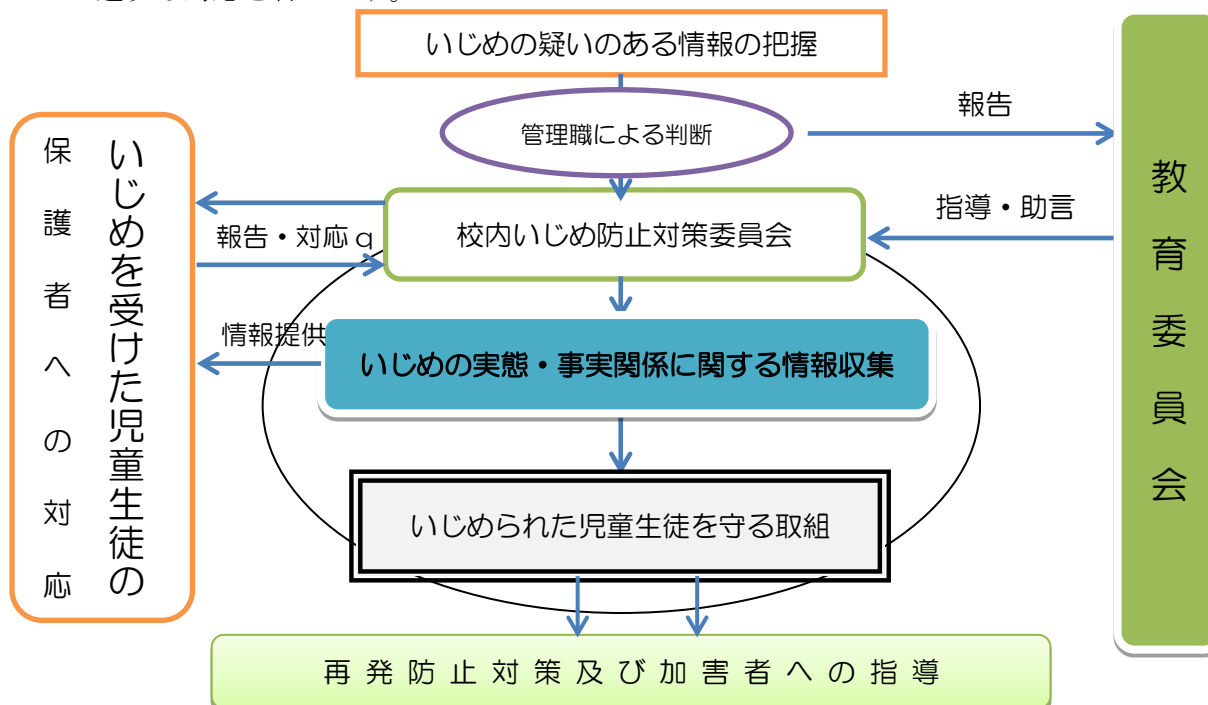 いじめの疑いのある情報の把握
管理職による判断
報告
教育委員会
指導・助言
校内いじめ防止対策委員会
報告・対応q
いじめを受けた児童生徒の
保護者への対応
情報提供
いじめの実態・事実関係に関する情報収集
いじめられた児童生徒を守る取組
再発防止対策及び加害者への指導